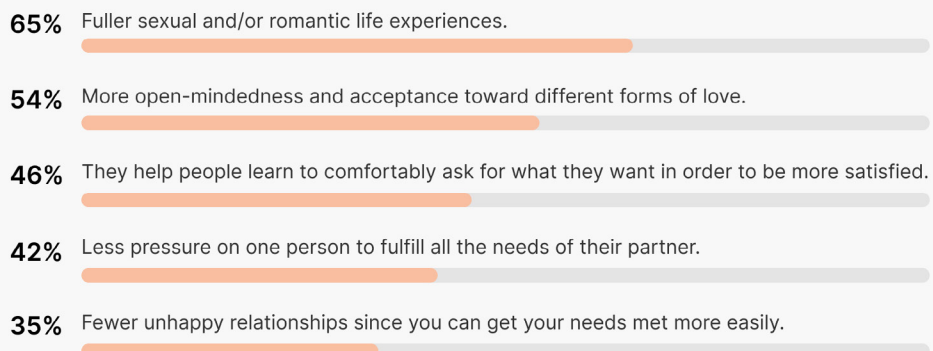 65% Fuller sexual and/or romantic life experiences.
54% More open-mindedness and acceptance toward different forms of love.
46% They help people learn to comfortably ask for what they want in order to be more satisfied.
42% Less pressure on one person to fulfill all the needs of their partner.
35% Fewer unhappy relationships since you can get your needs met more easily.